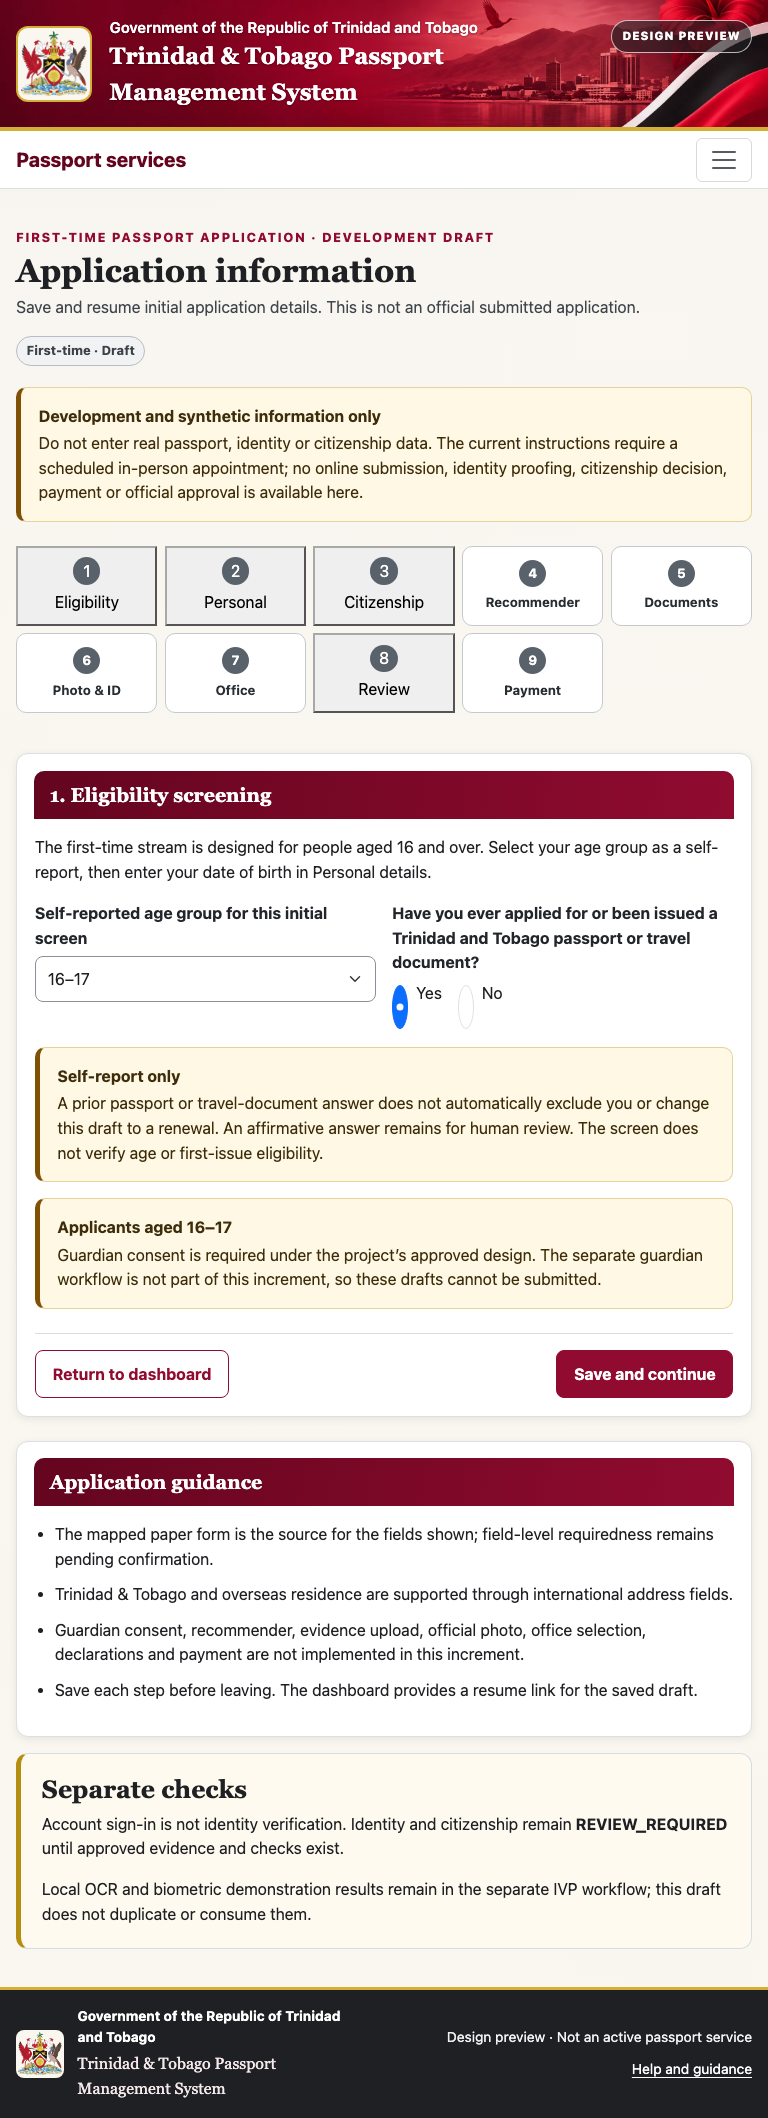 Government of the Republic of Trinidad and Tobago
Trinidad & Tobago Passport
Management System
DESIGN PREVIEW
Passport services
FIRST-TIME PASSPORT APPLICATION · DEVELOPMENT DRAFT
Application information
Save and resume initial application details. This is not an official submitted application.
First-time · Draft
Development and synthetic information only
Do not enter real passport, identity or citizenship data. The current instructions require a
scheduled in-person appointment; no online submission, identity proofing, citizenship decision,
payment or official approval is available here.
1
Eligibility
2
Personal
3
Citizenship
4
Recommender
5
Documents
6
Photo & ID
7
Office
8
Review
9
Payment
1. Eligibility screening
The first-time stream is designed for people aged 16 and over. Select your age group as a self-
report, then enter your date of birth in Personal details.
Self-reported age group for this initial
screen
16–17
Have you ever applied for or been issued a
Trinidad and Tobago passport or travel
document?
Yes
No
Self-report only
A prior passport or travel-document answer does not automatically exclude you or change
this draft to a renewal. An affirmative answer remains for human review. The screen does
not verify age or first-issue eligibility.
Applicants aged 16–17
Guardian consent is required under the project’s approved design. The separate guardian
workflow is not part of this increment, so these drafts cannot be submitted.
Return to dashboard
Save and continue
Application guidance
• The mapped paper form is the source for the fields shown; field-level requiredness remains
pending confirmation.
• Trinidad & Tobago and overseas residence are supported through international address fields.
• Guardian consent, recommender, evidence upload, official photo, office selection,
declarations and payment are not implemented in this increment.
• Save each step before leaving. The dashboard provides a resume link for the saved draft.
Separate checks
Account sign-in is not identity verification. Identity and citizenship remain REVIEW_REQUIRED
until approved evidence and checks exist.
Local OCR and biometric demonstration results remain in the separate IVP workflow; this draft
does not duplicate or consume them.
Government of the Republic of Trinidad
and Tobago
Trinidad & Tobago Passport
Management System
Design preview · Not an active passport service
Help and guidance